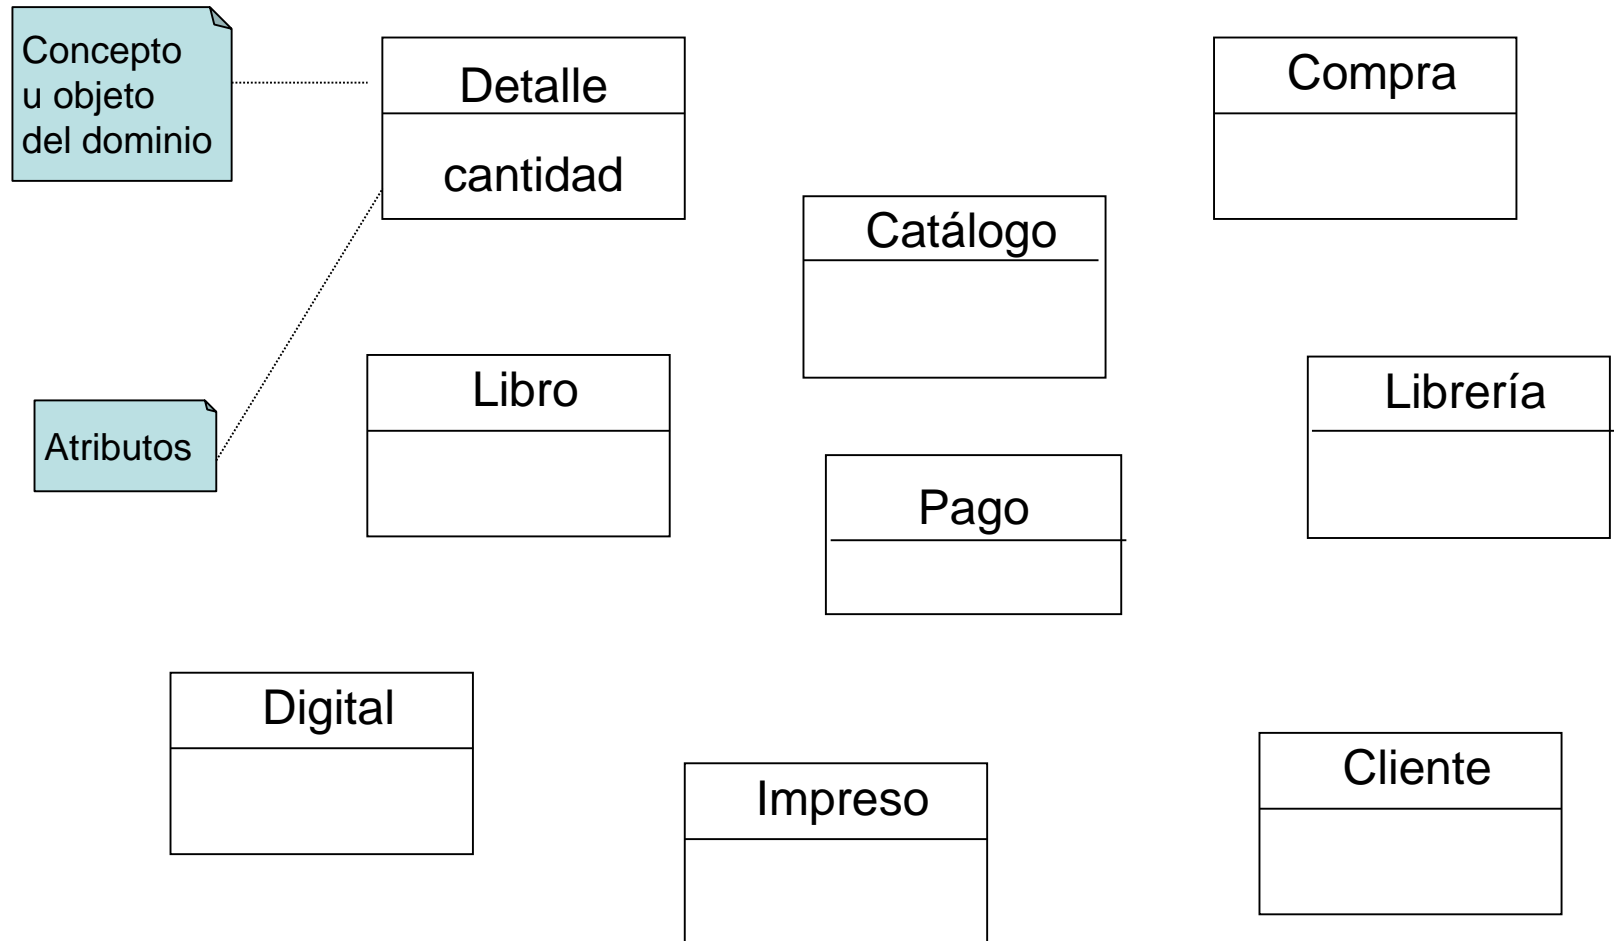 Concepto
u objeto
del dominio
Detalle
cantidad
Compra
Catálogo
Libro
Librería
Atributos
Pago
Digital
Impreso
Cliente